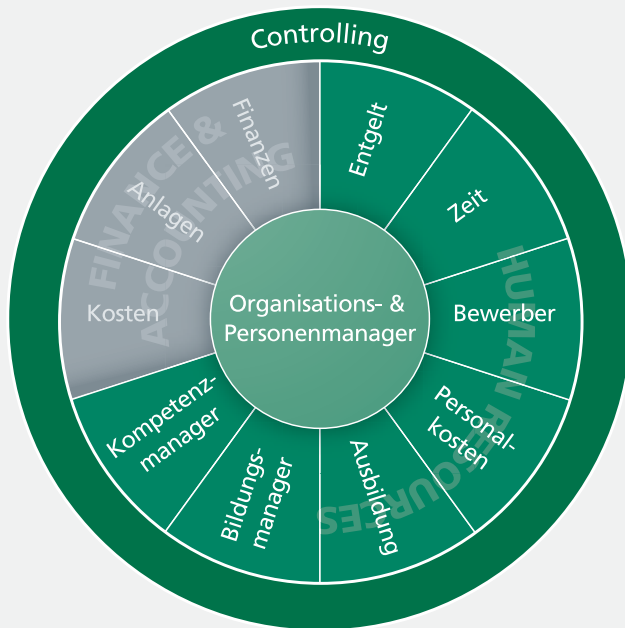 Controlling
Entgelt
Zeit
Bewerber
Personal-
kosten
Ausbildung
Bildungs-
manager
Kompetenz-
manager
Kosten
Anlagen
Finanzen
Organisations- &
Personenmanager
FINANCE &
ACCOUNTING
HUMAN RESOURCES